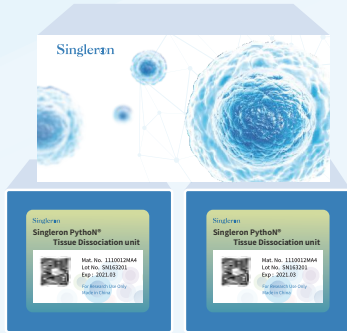 Singleron
Singleron
Singleron PythoN®
Tissue Dissociation unit
Mat. No. 1110012MA4
Lot No. SN163201
Exp : 2021.03
For Research Use Only
Made in China
Singleron
Singleron PythoN®
Tissue Dissociation unit
Mat. No. 1110012MA4
Lot No. SN163201
Exp : 2021.03
For Research Use Only
Made in China